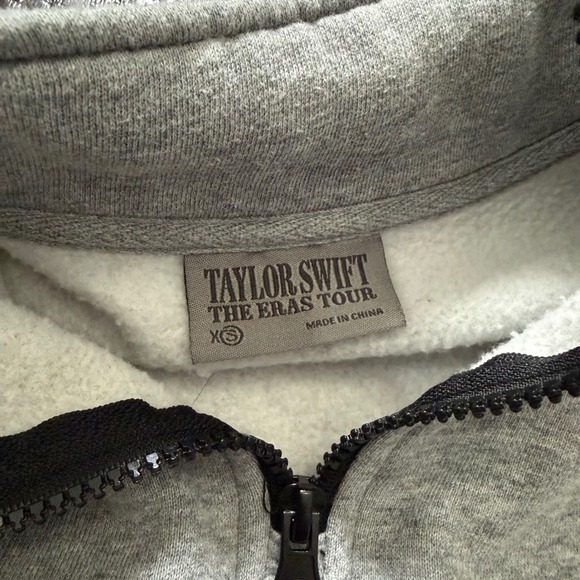 TAYLOR SWIFT
THE ERAS TOUR
XS
MADE IN CHINA